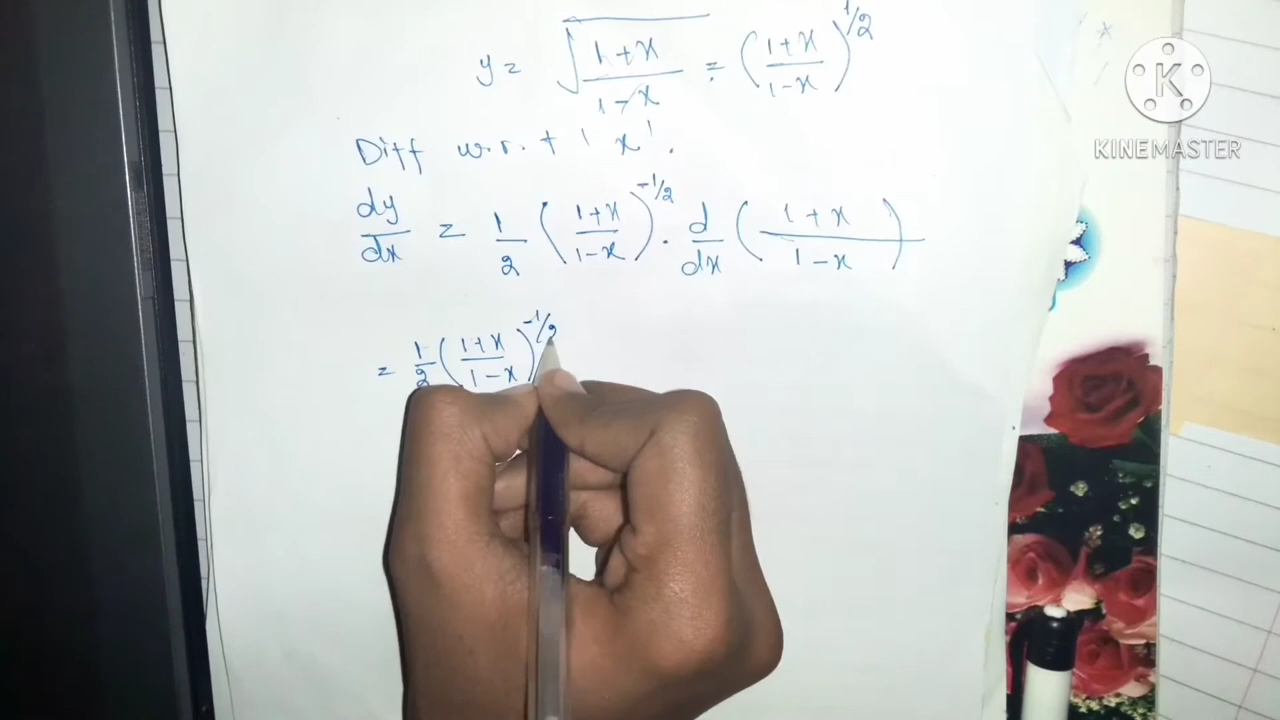 y = √(1+x / 1-x) = (1+x / 1-x)^1/2
Diff w.r.t 'x'.
dy/dx = 1/2 (1+x / 1-x)^-1/2 . d/dx (1+x / 1-x)
= 1/2 (1+x / 1-x)^-1/2
K
KINEMASTER